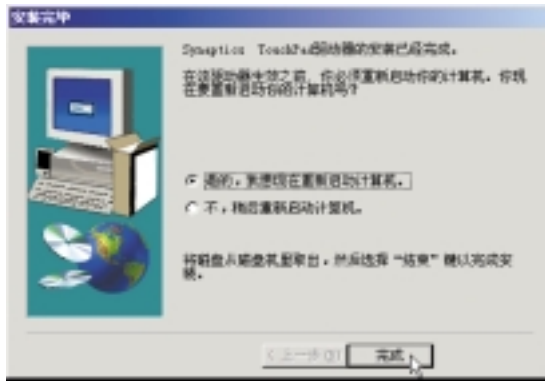 安装完毕
Synaptics TouchPad驱动器的安装已经完成。
在该驱动器生效之前，你必须重新启动你的计算机。你现
在要重新启动你的计算机吗？
是的，我想现在重新启动计算机。
不，稍后重新启动计算机。
将磁盘从磁盘机里取出，然后选择“结束”键以完成安
装。
<上一步(B)
完成